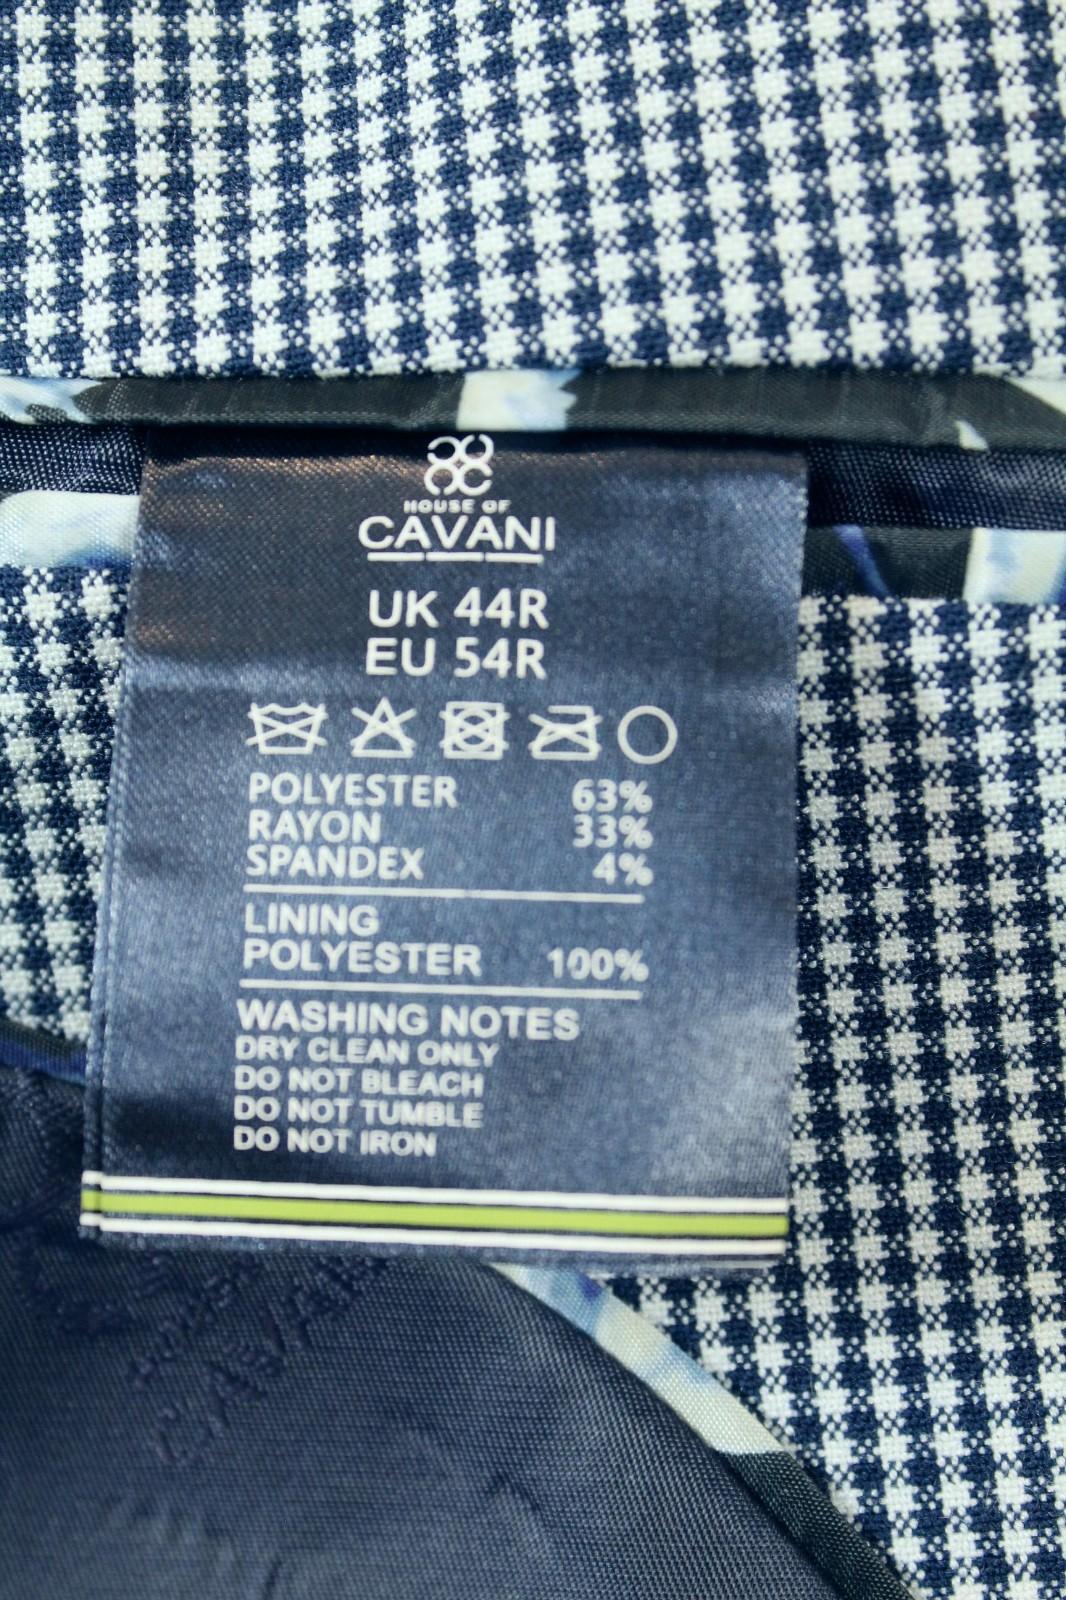 HOUSE OF
CAVANI
UK 44R
EU 54R
POLYESTER 63%
RAYON 33%
SPANDEX 4%
LINING
POLYESTER 100%
WASHING NOTES
DRY CLEAN ONLY
DO NOT BLEACH
DO NOT TUMBLE
DO NOT IRON
CAVANI